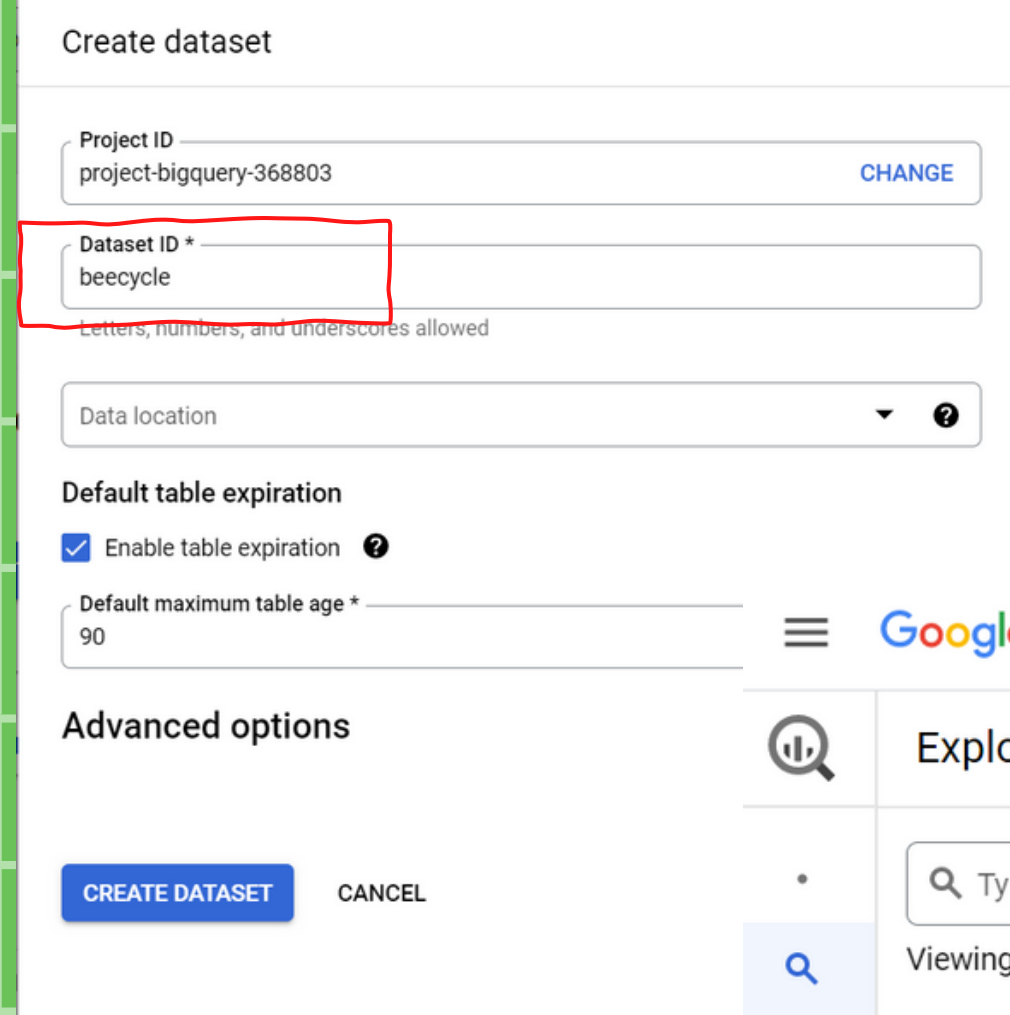 Create dataset
Project ID
project-bigquery-368803
CHANGE
Dataset ID *
beecycle
Letters, numbers, and underscores allowed
Data location
Default table expiration
Enable table expiration
Default maximum table age *
90
Advanced options
CREATE DATASET
CANCEL
Googl
Explo
Ty
Viewing